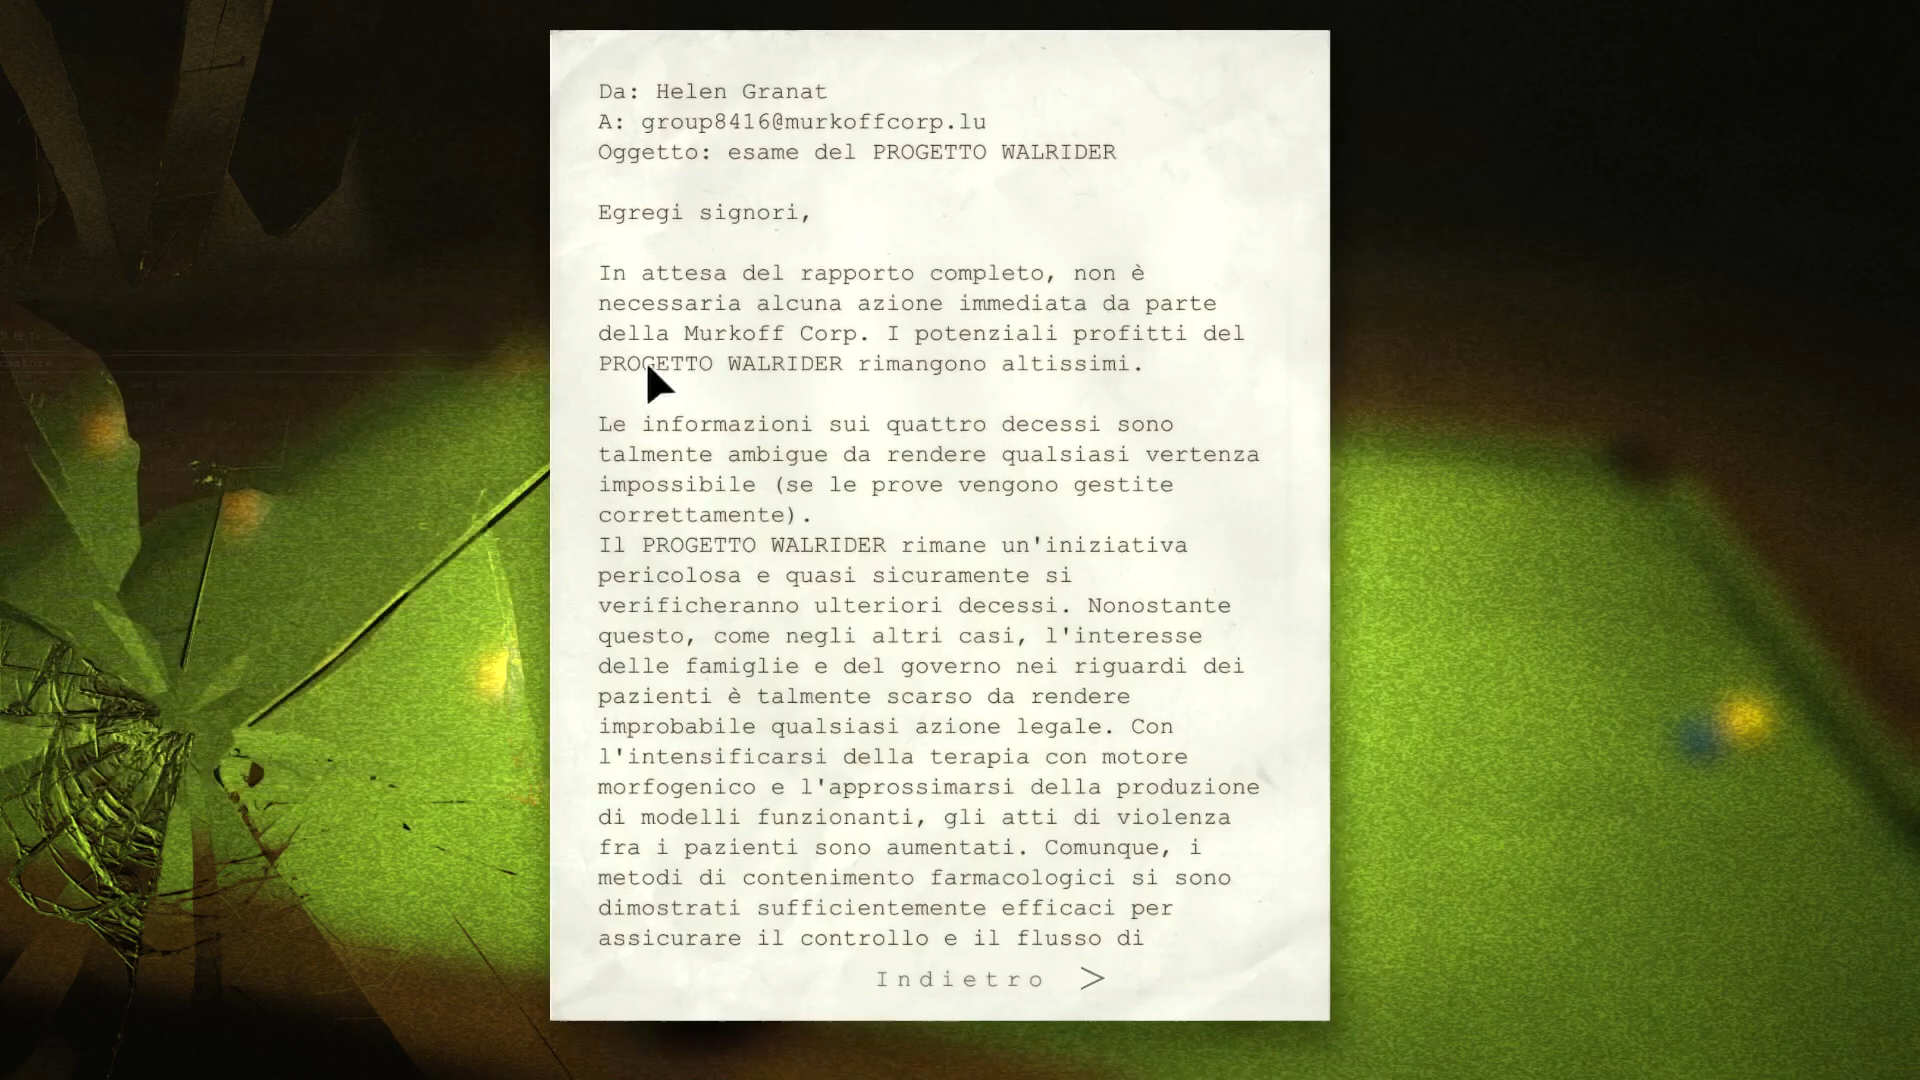 Da: Helen Granat
A: group8416@murkoffcorp.lu
Oggetto: esame del PROGETTO WALRIDER
Egregi signori,
In attesa del rapporto completo, non è
necessaria alcuna azione immediata da parte
della Murkoff Corp. I potenziali profitti del
PROGETTO WALRIDER rimangono altissimi.
Le informazioni sui quattro decessi sono
talmente ambigue da rendere qualsiasi vertenza
impossibile (se le prove vengono gestite
correttamente).
Il PROGETTO WALRIDER rimane un'iniziativa
pericolosa e quasi sicuramente si
verificheranno ulteriori decessi. Nonostante
questo, come negli altri casi, l'interesse
delle famiglie e del governo nei riguardi dei
pazienti è talmente scarso da rendere
improbabile qualsiasi azione legale. Con
l'intensificarsi della terapia con motore
morfogenico e l'approssimarsi della produzione
di modelli funzionanti, gli atti di violenza
fra i pazienti sono aumentati. Comunque, i
metodi di contenimento farmacologici si sono
dimostrati sufficientemente efficaci per
assicurare il controllo e il flusso di
Indietro >